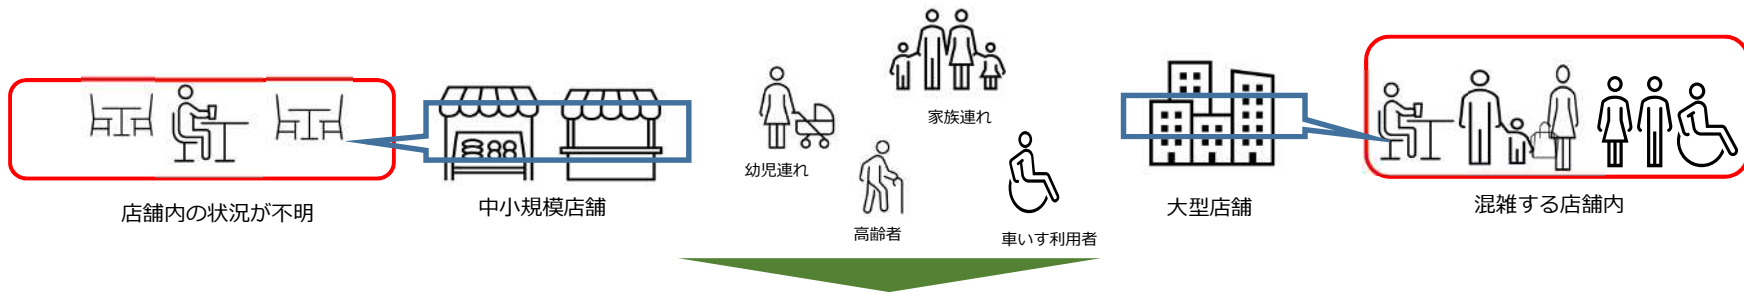 家族連れ
幼児連れ
店舗内の状況が不明
中小規模店舗
高齢者
車いす利用者
大型店舗
混雑する店舗内